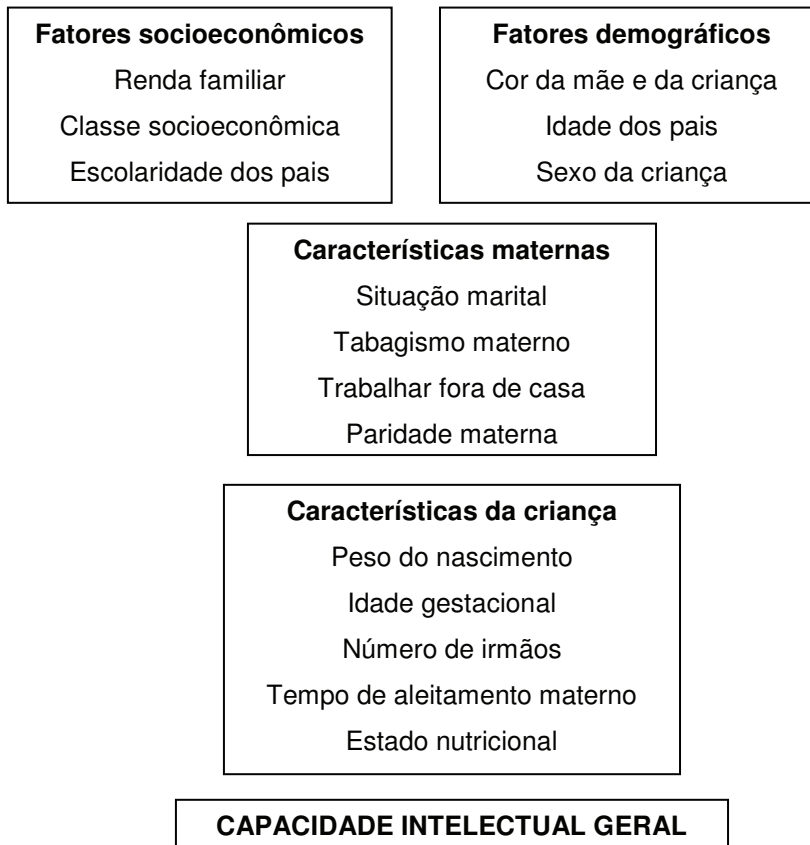 Fatores socioeconômicos
Renda familiar
Classe socioeconômica
Escolaridade dos pais
Fatores demográficos
Cor da mãe e da criança
Idade dos pais
Sexo da criança
Características maternas
Situação marital
Tabagismo materno
Trabalhar fora de casa
Paridade materna
Características da criança
Peso do nascimento
Idade gestacional
Número de irmãos
Tempo de aleitamento materno
Estado nutricional
CAPACIDADE INTELECTUAL GERAL